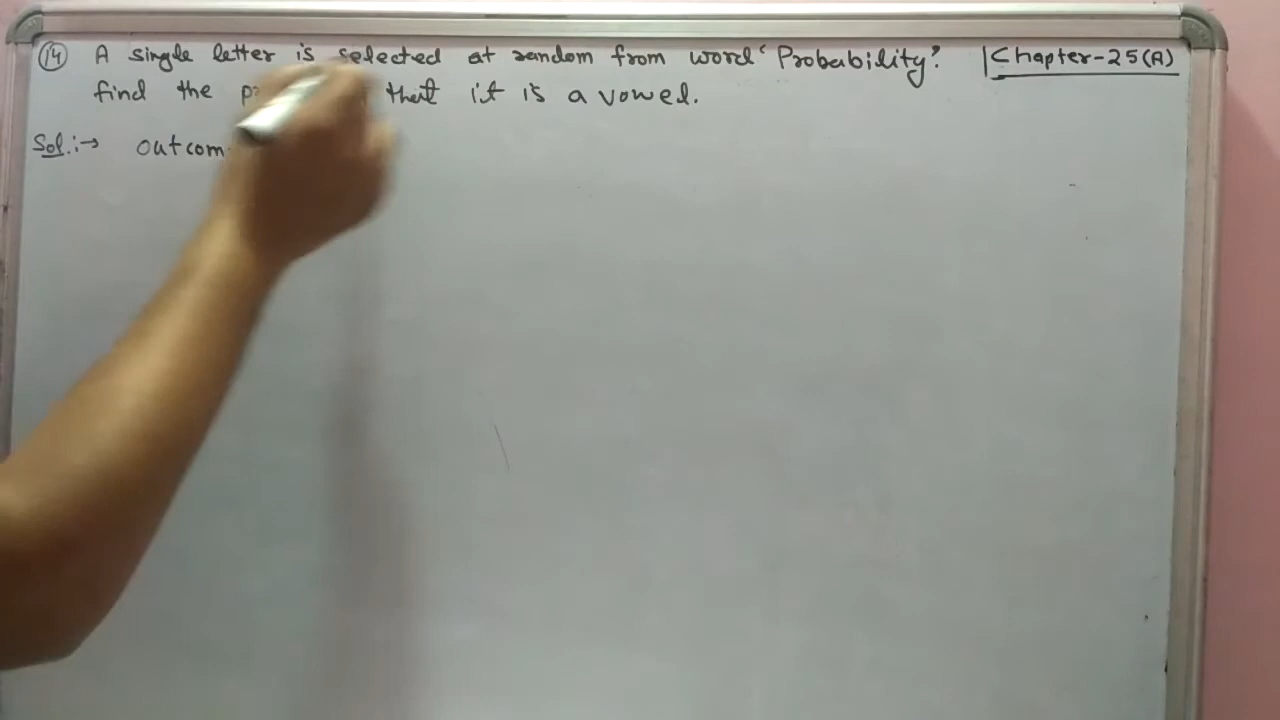 14 A single letter is selected at random from word 'Probability'. Chapter-25(A)
find the that it is a vowel.
Sol.:→ outcom